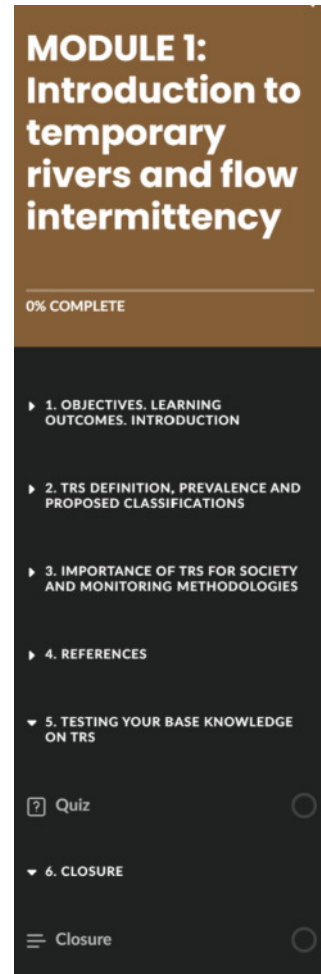 MODULE 1:
Introduction to
temporary
rivers and flow
intermittency
0% COMPLETE
1. OBJECTIVES. LEARNING
OUTCOMES. INTRODUCTION
2. TRS DEFINITION, PREVALENCE AND
PROPOSED CLASSIFICATIONS
3. IMPORTANCE OF TRS FOR SOCIETY
AND MONITORING METHODOLOGIES
4. REFERENCES
5. TESTING YOUR BASE KNOWLEDGE
ON TRS
? Quiz
6. CLOSURE
Closure